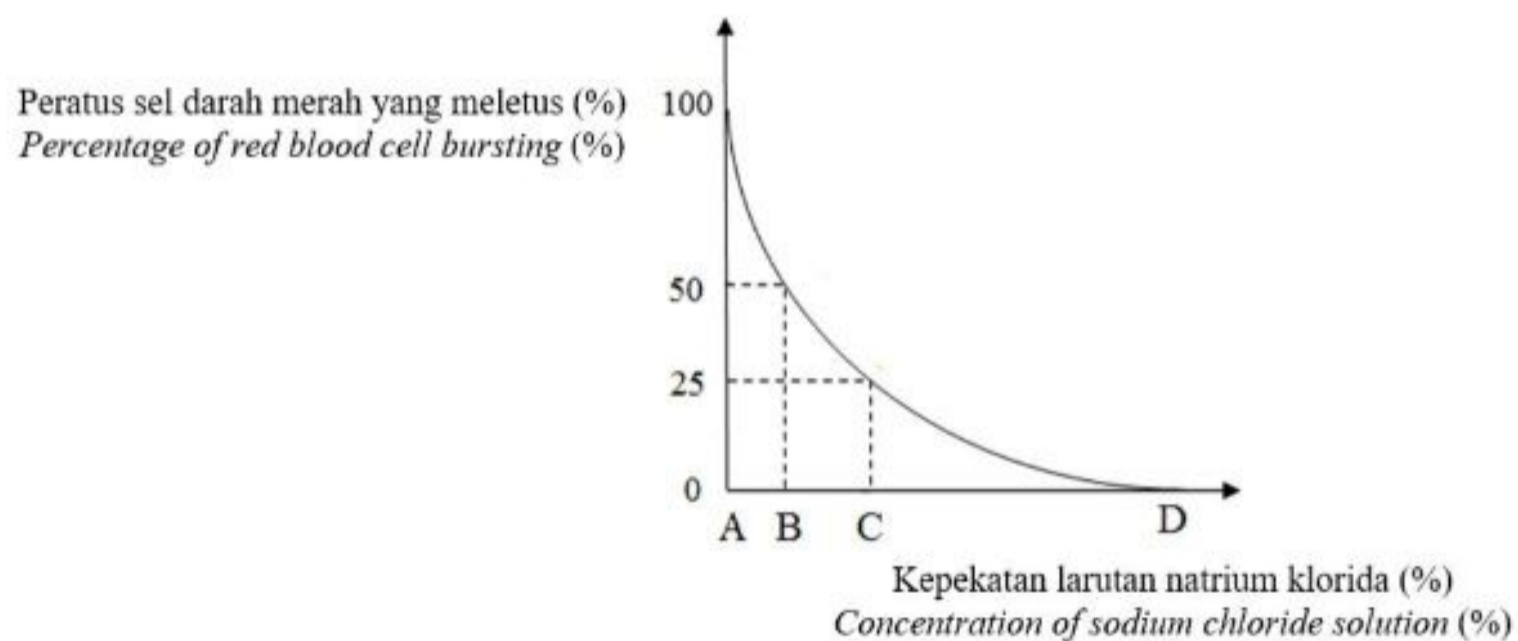 Peratus sel darah merah yang meletus (%)
Percentage of red blood cell bursting (%)
100
50
25
0
A B C D
Kepekatan larutan natrium klorida (%)
Concentration of sodium chloride solution (%)